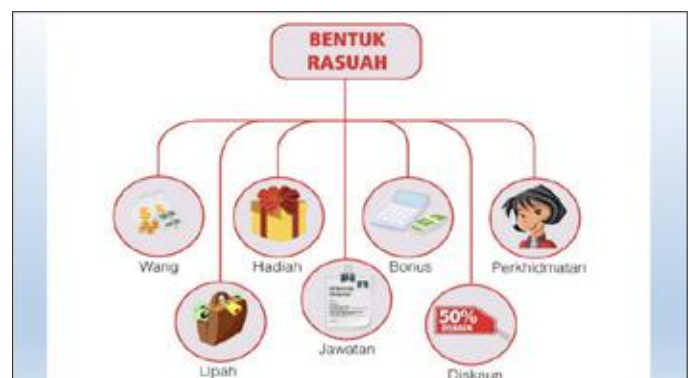 BENTUK
RASUAH
Wang
Hadiah
Bonus
Perkhidmatan
Upah
Jawatan
50%
Diskaun